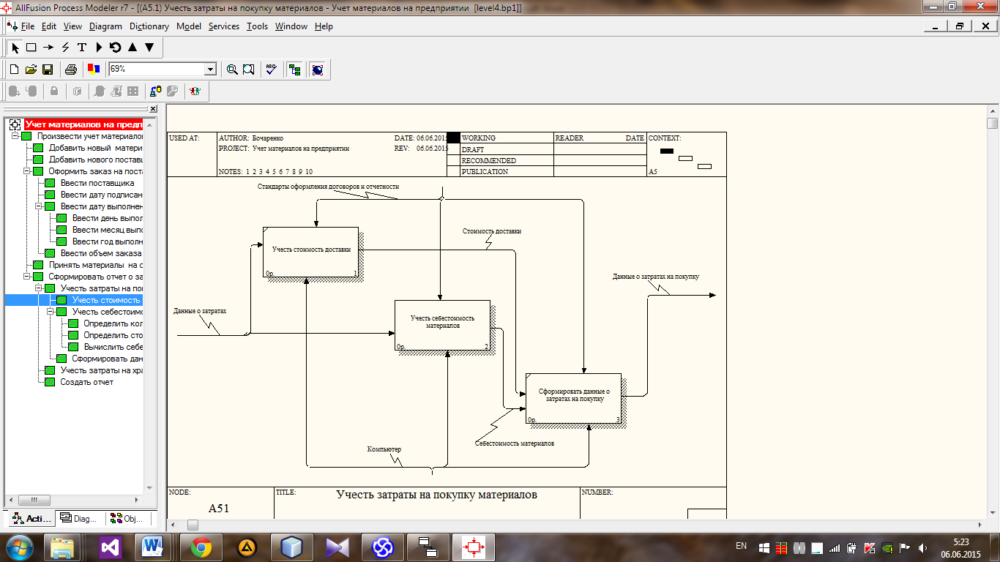 AllFusion Process Modeler r7 - [(A5.1) Учесть затраты на покупку материалов - Учет материалов на предприятии [level4.bp1]]
File Edit View Diagram Dictionary Model Services Tools Window Help
69%
ABC
Учет материалов на предп
Произвести учет материало
Добавить новый матери
Добавить нового постави
Оформить заказ на пост
Ввести поставщика
Ввести дату подписан
Ввести дату выполнен
Ввести день выпол
Ввести месяц выпо
Ввести год выполн
Ввести объем заказа
Принять материалы на с
Сформировать отчет о за
Учесть затраты на пок
Учесть стоимость
Учесть себестоимо
Определить кол
Определить сто
Вычислить себе
Сформировать дан
Учесть затраты на хра
Создать отчет
Acti... Diag... Obj...
USED AT:
AUTHOR: Бочаренко
DATE: 06.06.2015
PROJECT: Учет материалов на предприятии
REV: 06.06.2015
NOTES: 1 2 3 4 5 6 7 8 9 10
WORKING
DRAFT
RECOMMENDED
PUBLICATION
READER DATE
CONTEXT:
A5
Стандарты оформления договоров и отчетности
Учесть стоимость доставки
0р. 1
Стоимость доставки
Данные о затратах на покупку
Данные о затратах
Учесть себестоимость
материалов
0р. 2
Сформировать данные о
затратах на покупку
0р. 3
Себестоимость материалов
Компьютер
NODE:
A51
TITLE:
Учесть затраты на покупку материалов
NUMBER:
EN
5:23
06.06.2015